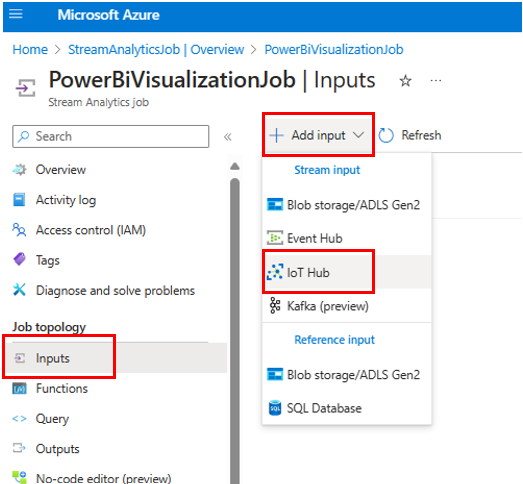 Microsoft Azure
Home > StreamAnalyticsJob | Overview > PowerBiVisualizationJob
PowerBiVisualizationJob | Inputs ☆ ...
Stream Analytics job
Search «
+ Add input Refresh
Overview
Activity log
Access control (IAM)
Tags
Diagnose and solve problems
Job topology
Inputs
Functions
Query
Outputs
No-code editor (preview)
Stream input
Blob storage/ADLS Gen2
Event Hub
IoT Hub
Kafka (preview)
Reference input
Blob storage/ADLS Gen2
SQL Database